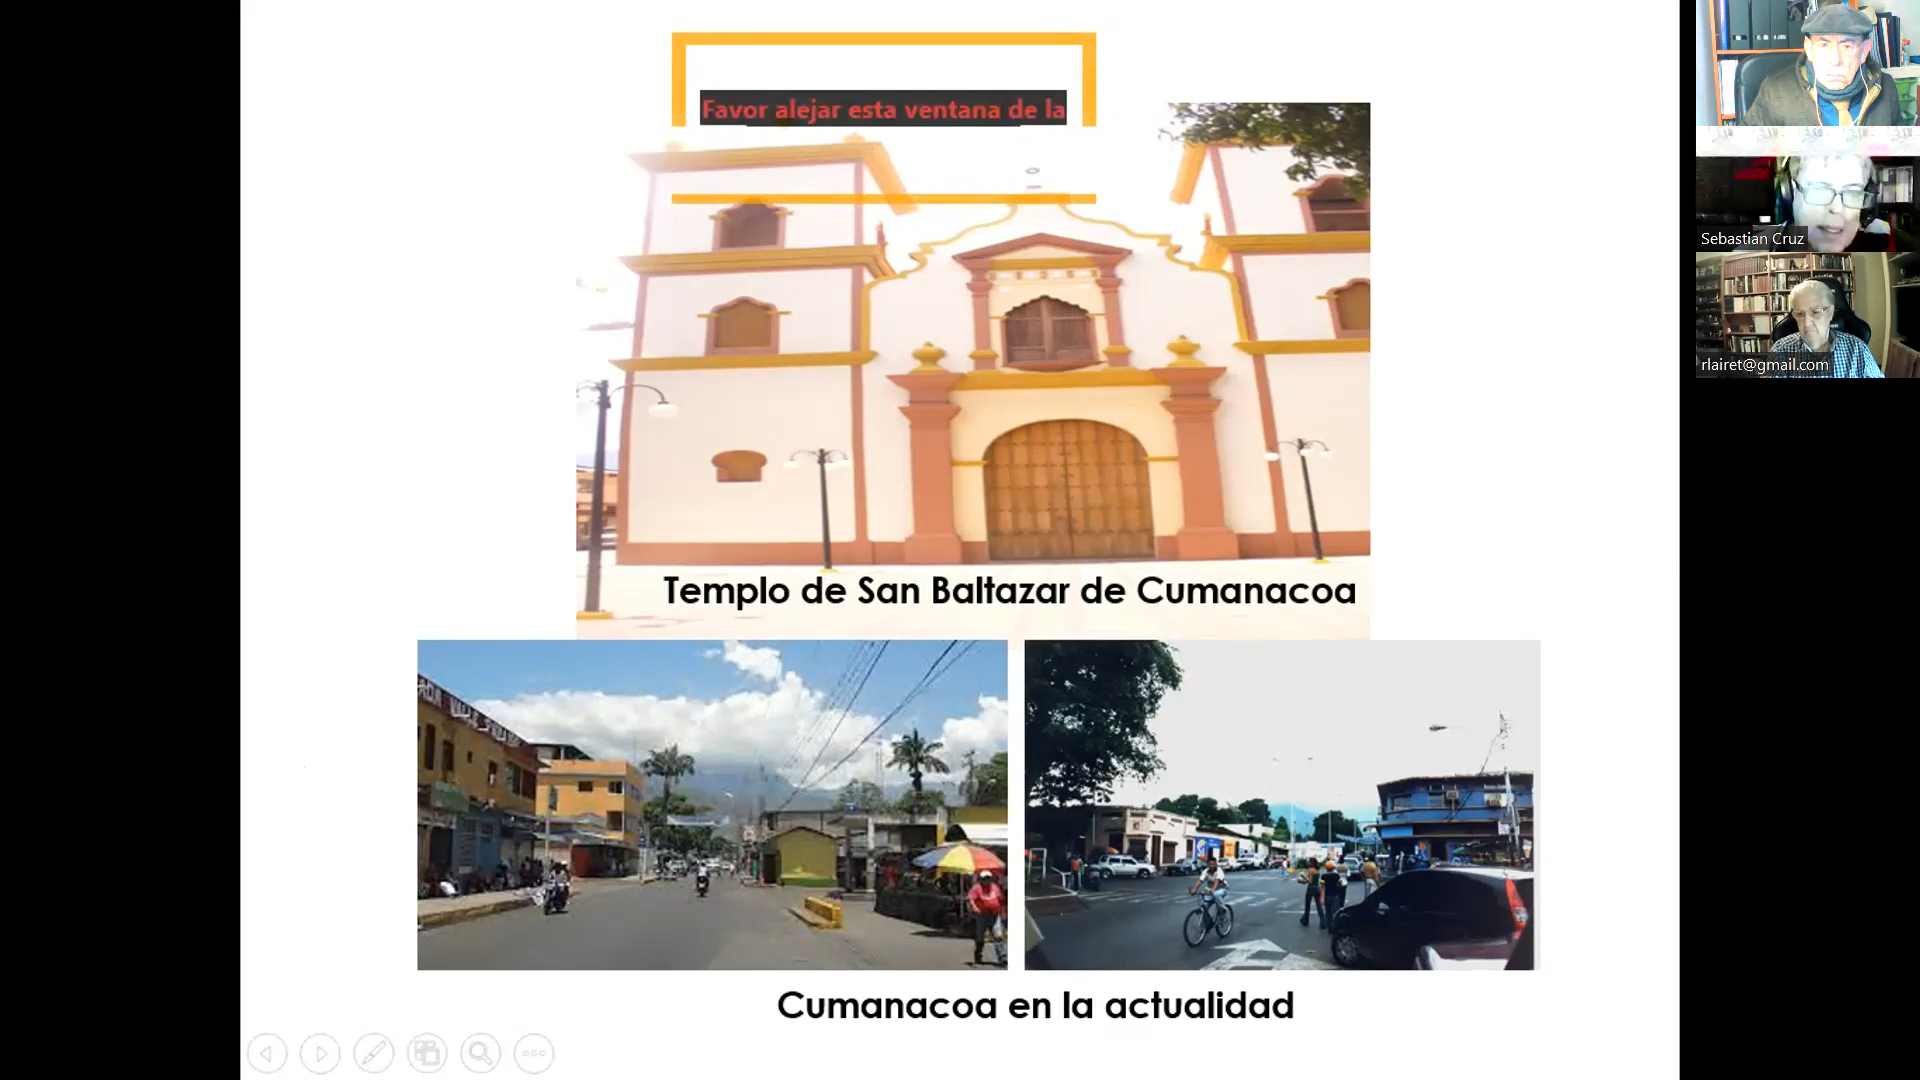 Favor alejar esta ventana de la
Sebastian Cruz
rlairet@gmail.com
Templo de San Baltazar de Cumanacoa
Cumanacoa en la actualidad